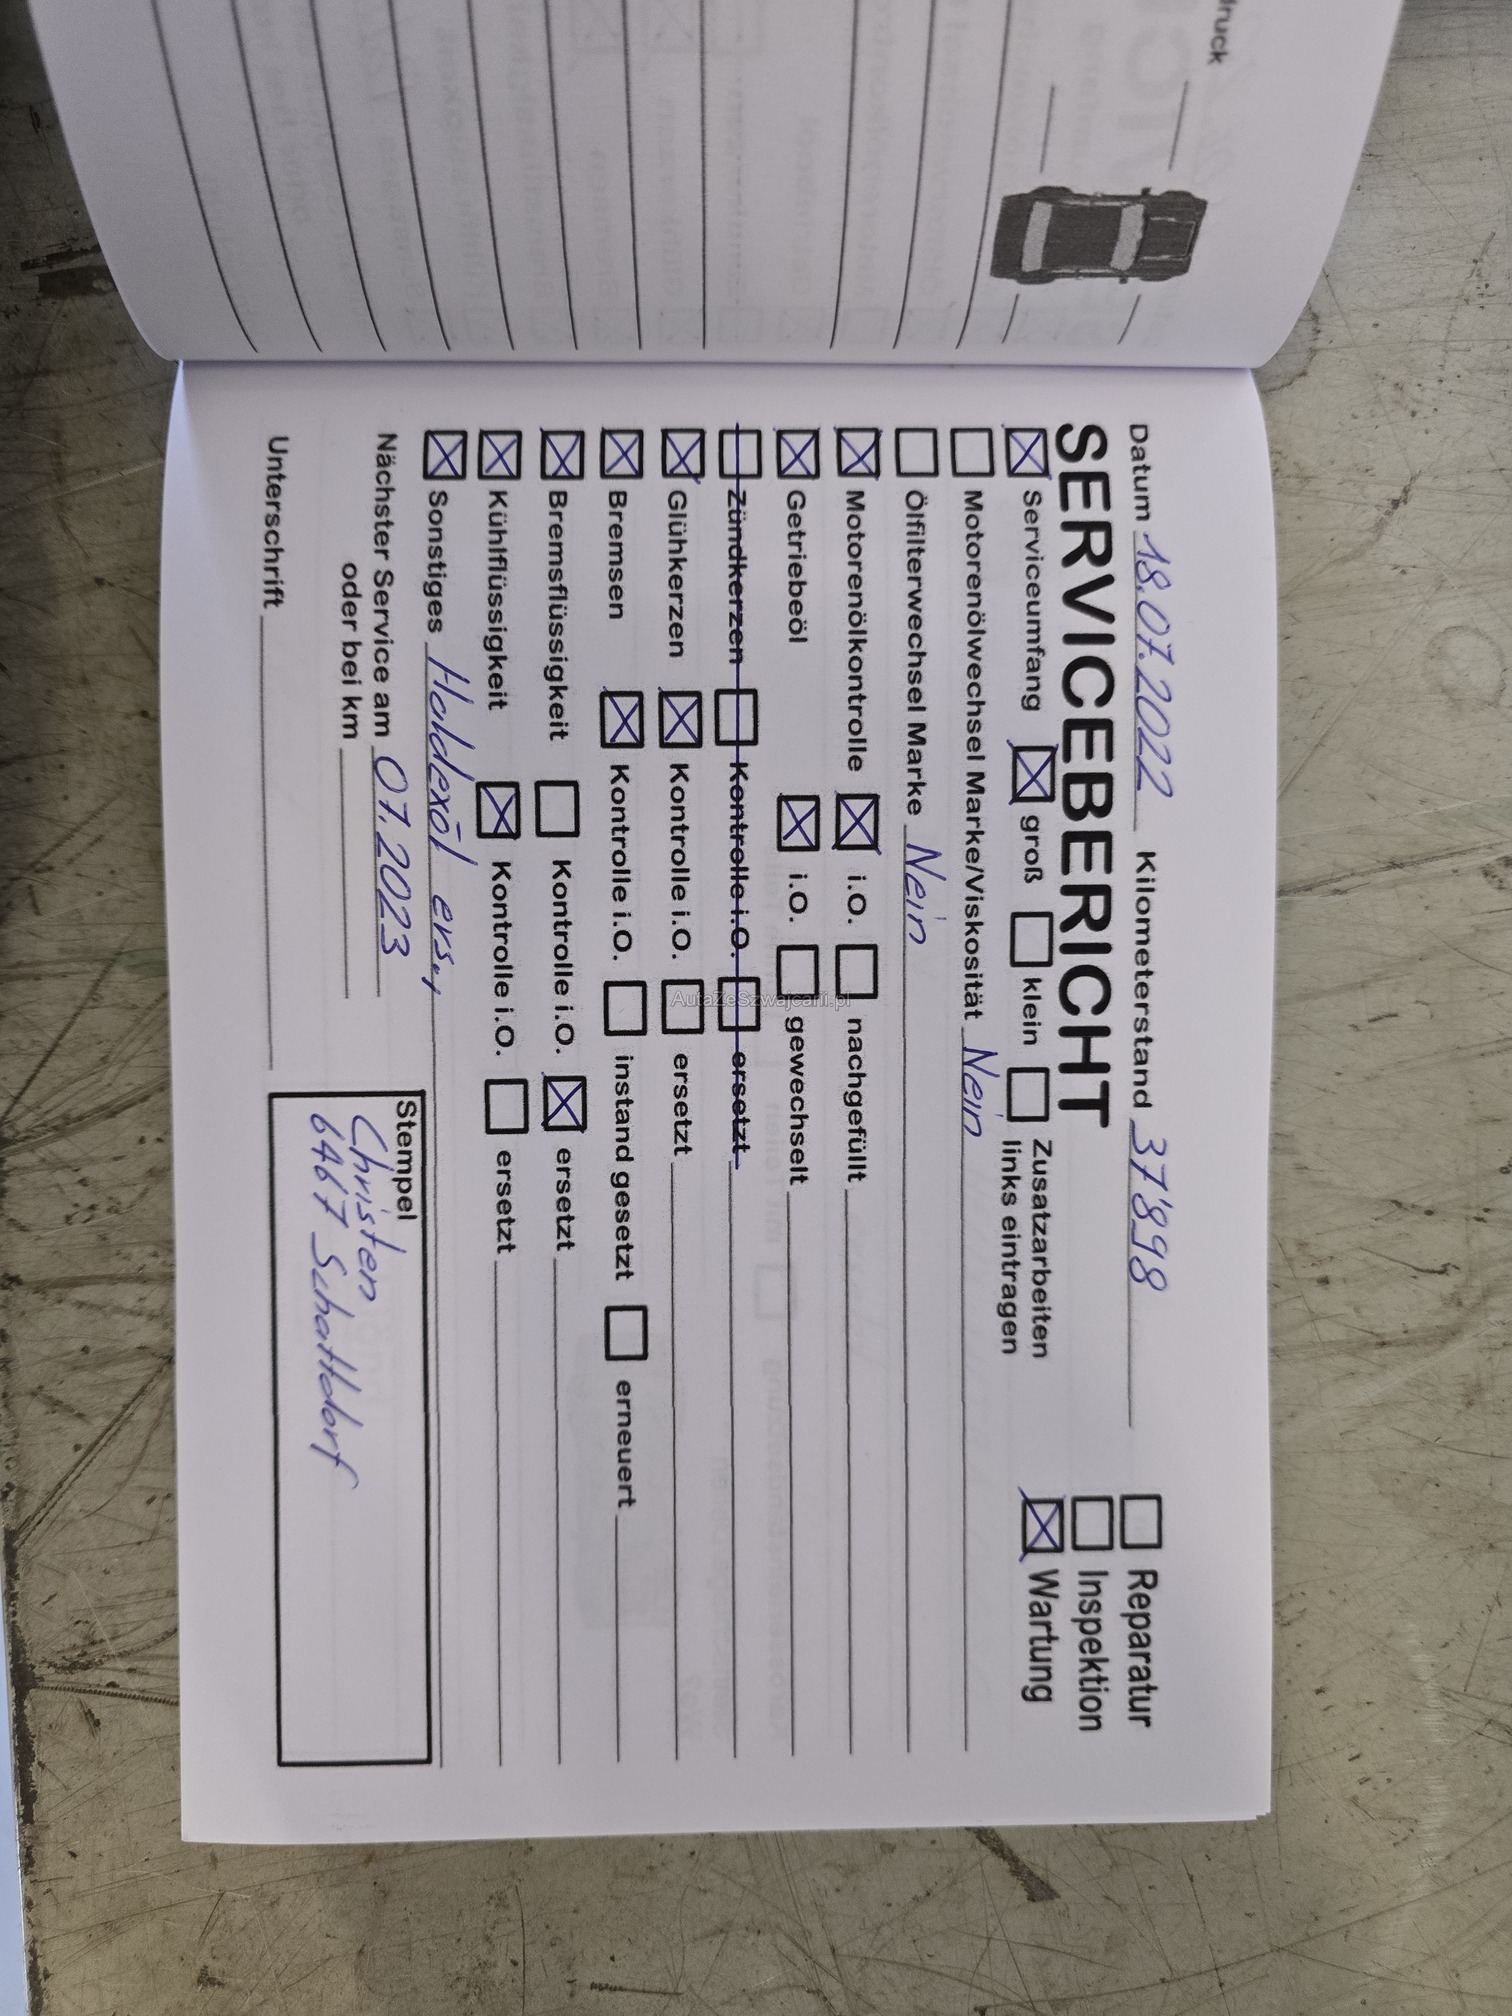 druck
Datum 18.07.2022 Kilometerstand 37'898
SERVICEBERICHT
Reparatur
Inspektion
Wartung
Serviceumfang groß klein Zusatzarbeiten
links eintragen
Motorenölwechsel Marke/Viskosität Nein
Ölfilterwechsel Marke Nein
Motorenölkontrolle i.O. nachgefüllt
Getriebeöl i.O. gewechselt
Zündkerzen Kontrolle i.O. ersetzt
Glühkerzen Kontrolle i.O. ersetzt
Bremsen Kontrolle i.O. instand gesetzt erneuert
Bremsflüssigkeit Kontrolle i.O. ersetzt
Kühlflüssigkeit Kontrolle i.O. ersetzt
Sonstiges Haldexöl ers.,
Nächster Service am 07.2023
oder bei km
Unterschrift
Stempel
Christen
6467 Schattdorf
AutaZeSzwajcarii.pl